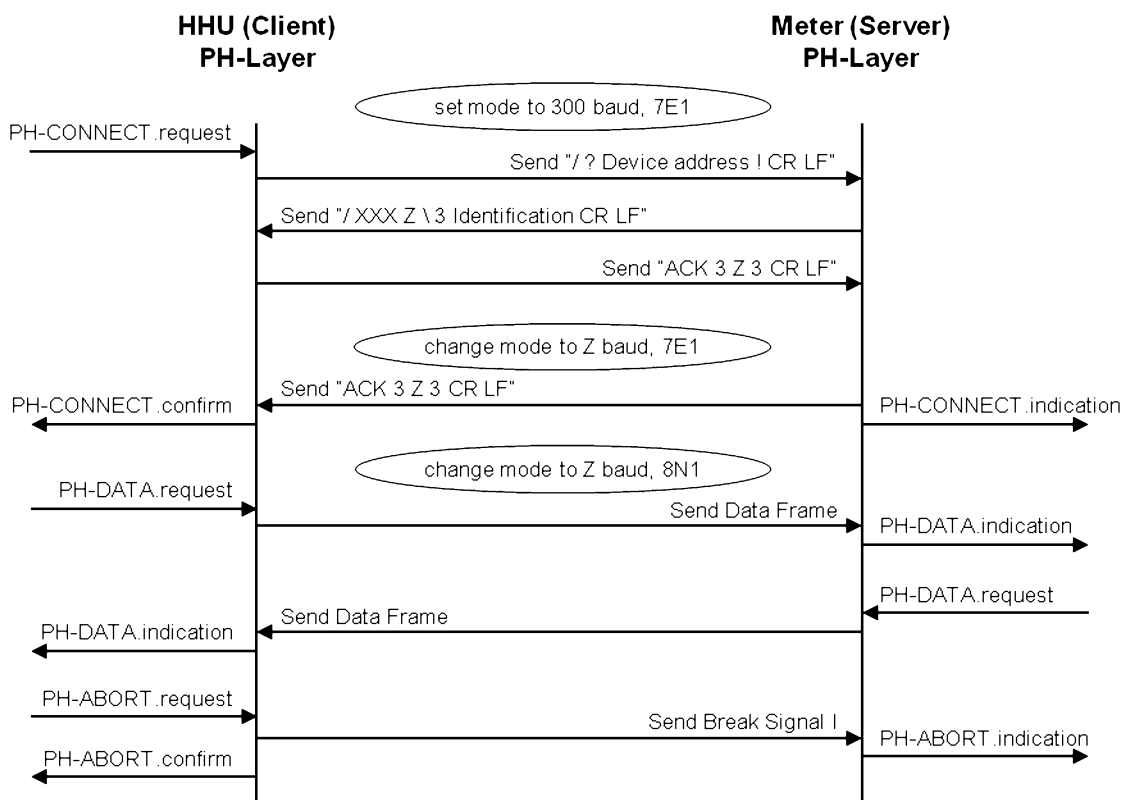 HHU (Client)
PH-Layer
Meter (Server)
PH-Layer
set mode to 300 baud, 7E1
PH-CONNECT.request
Send "/ ? Device address ! CR LF"
Send "/ XXX Z \ 3 Identification CR LF"
Send "ACK 3 Z 3 CR LF"
change mode to Z baud, 7E1
Send "ACK 3 Z 3 CR LF"
PH-CONNECT.confirm
PH-CONNECT.indication
change mode to Z baud, 8N1
PH-DATA.request
Send Data Frame
PH-DATA.indication
PH-DATA.request
Send Data Frame
PH-DATA.indication
PH-ABORT.request
Send Break Signal I
PH-ABORT.indication
PH-ABORT.confirm